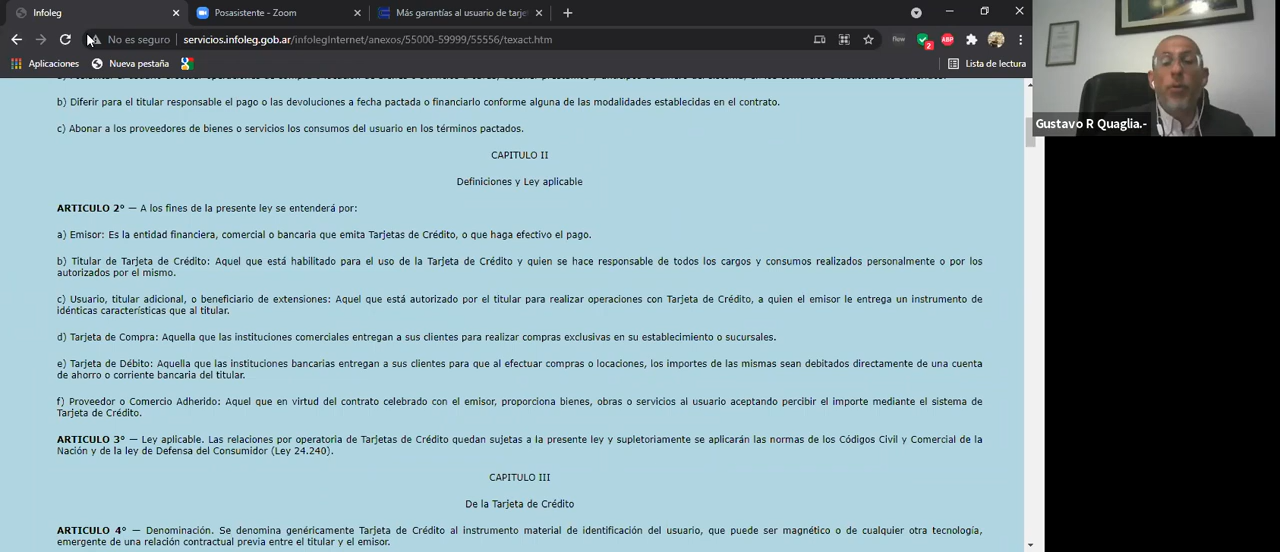 Infoleg
Posasistente - Zoom
Más garantías al usuario de tarje
No es seguro
servicios.infoleg.gob.ar/infolegInternet/anexos/55000-59999/55556/texact.htm
flow
2
ABP
Aplicaciones
Nueva pestaña
Lista de lectura
Gustavo R Quaglia.-
b) Diferir para el titular responsable el pago o las devoluciones a fecha pactada o financiarlo conforme alguna de las modalidades establecidas en el contrato.
c) Abonar a los proveedores de bienes o servicios los consumos del usuario en los términos pactados.
CAPITULO II
Definiciones y Ley aplicable
ARTICULO 2° — A los fines de la presente ley se entenderá por:
a) Emisor: Es la entidad financiera, comercial o bancaria que emita Tarjetas de Crédito, o que haga efectivo el pago.
b) Titular de Tarjeta de Crédito: Aquel que está habilitado para el uso de la Tarjeta de Crédito y quien se hace responsable de todos los cargos y consumos realizados personalmente o por los
autorizados por el mismo.
c) Usuario, titular adicional, o beneficiario de extensiones: Aquel que está autorizado por el titular para realizar operaciones con Tarjeta de Crédito, a quien el emisor le entrega un instrumento de
idénticas características que al titular.
d) Tarjeta de Compra: Aquella que las instituciones comerciales entregan a sus clientes para realizar compras exclusivas en su establecimiento o sucursales.
e) Tarjeta de Débito: Aquella que las instituciones bancarias entregan a sus clientes para que al efectuar compras o locaciones, los importes de las mismas sean debitados directamente de una cuenta
de ahorro o corriente bancaria del titular.
f) Proveedor o Comercio Adherido: Aquel que en virtud del contrato celebrado con el emisor, proporciona bienes, obras o servicios al usuario aceptando percibir el importe mediante el sistema de
Tarjeta de Crédito.
ARTICULO 3° — Ley aplicable. Las relaciones por operatoria de Tarjetas de Crédito quedan sujetas a la presente ley y supletoriamente se aplicarán las normas de los Códigos Civil y Comercial de la
Nación y de la ley de Defensa del Consumidor (Ley 24.240).
CAPITULO III
De la Tarjeta de Crédito
ARTICULO 4° — Denominación. Se denomina genéricamente Tarjeta de Crédito al instrumento material de identificación del usuario, que puede ser magnético o de cualquier otra tecnología,
emergente de una relación contractual previa entre el titular y el emisor.